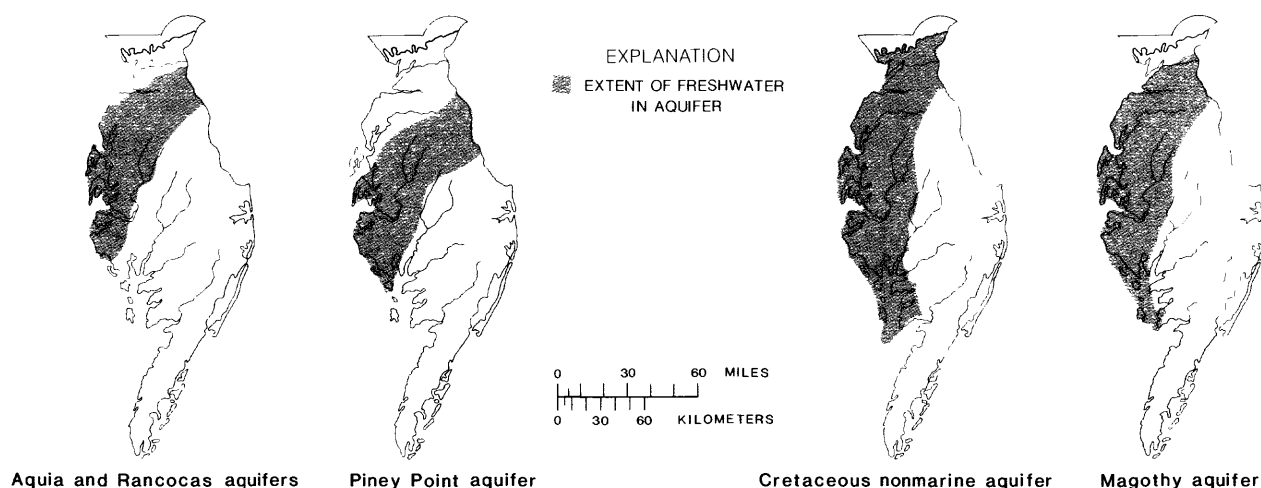 EXPLANATION
EXTENT OF FRESHWATER
IN AQUIFER
0 30 60 MILES
0 30 60
KILOMETERS
Aquia and Rancocas aquifers
Piney Point aquifer
Cretaceous nonmarine aquifer
Magothy aquifer